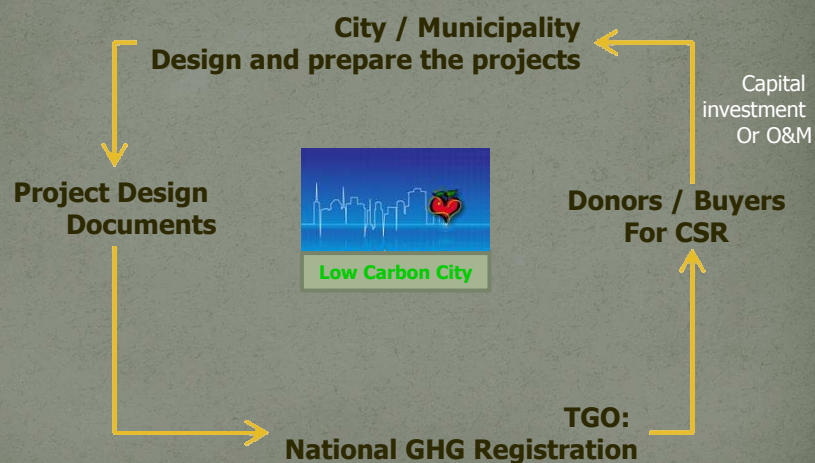 City / Municipality
Design and prepare the projects
Capital
investment
Or O&M
Project Design
Documents
Donors / Buyers
For CSR
Low Carbon City
TGO:
National GHG Registration